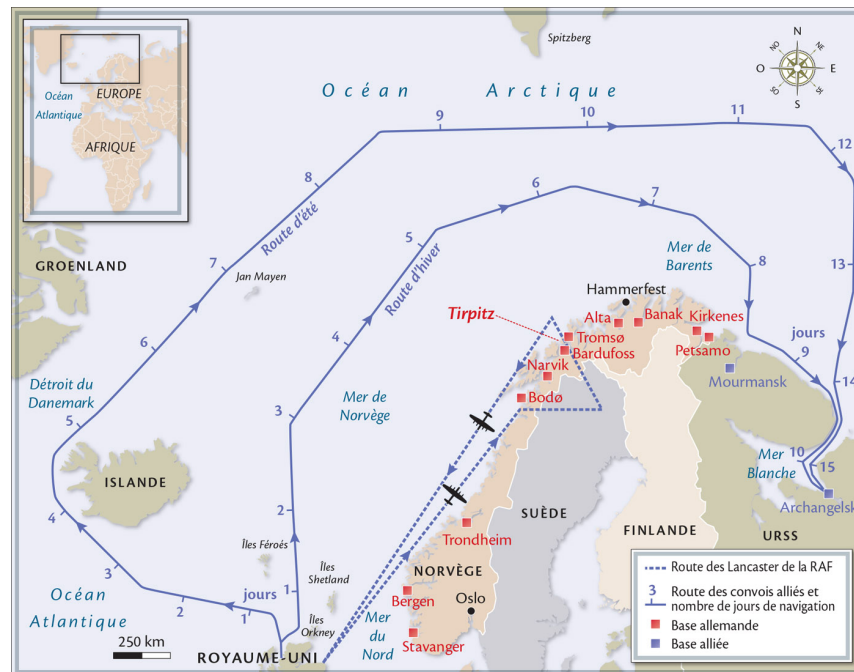 Spitzberg
N
NO
NE
O
E
SO
SE
S
EUROPE
Océan
Atlantique
AFRIQUE
Océan Arctique
9
10
11
12
8
Route d'été
7
6
7
GROENLAND
Jan Mayen
5
Route d'hiver
Mer de
Barents
8
13
Hammerfest
Tirpitz
Alta
Banak
Kirkenes
Tromsø
Bardufoss
Petsamo
jours
9
6
4
Narvik
Mourmansk
14
Détroit du
Danemark
Mer de
Norvège
Bodø
5
3
Mer
Blanche
10
15
ISLANDE
Archangelsk
4
2
SUÈDE
Trondheim
FINLANDE
URSS
Îles Féroés
Îles
Shetland
3
jours
1
2
1
NORVÈGE
Bergen
Oslo
Océan
Atlantique
Îles
Orkney
Mer
du
Nord
Stavanger
250 km
ROYAUME-UNI
Route des Lancaster de la RAF
3
Route des convois alliés et
nombre de jours de navigation
Base allemande
Base alliée